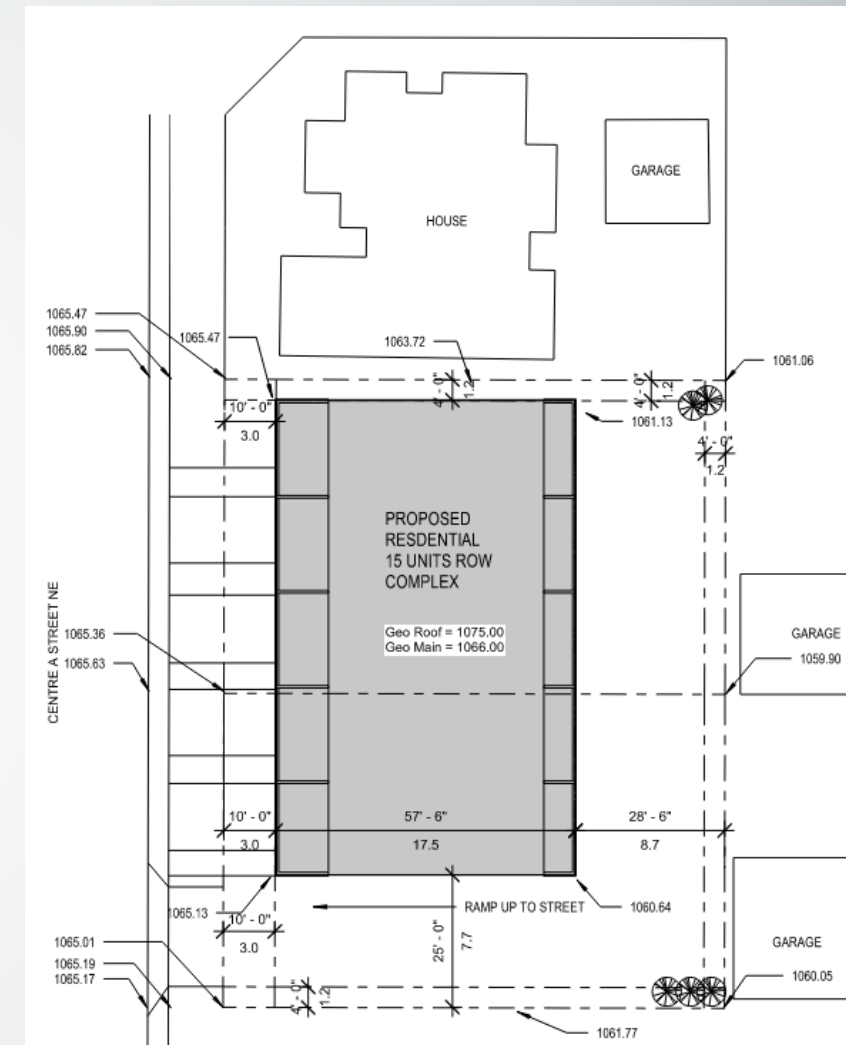 GARAGE
HOUSE
1065.47
1065.90
1065.82
1065.47
1063.72
1061.06
4' - 0"
1.2
4' - 0"
1.2
10' - 0"
3.0
1061.13
4' - 0"
1.2
PROPOSED
RESDENTIAL
15 UNITS ROW
COMPLEX
Geo Roof = 1075.00
Geo Main = 1066.00
CENTRE A STREET NE
1065.36
1065.63
GARAGE
1059.90
10' - 0"
3.0
57' - 6"
17.5
28' - 6"
8.7
1065.13
RAMP UP TO STREET
1060.64
10' - 0"
3.0
25' - 0"
7.7
1065.01
1065.19
1065.17
GARAGE
1060.05
4' - 0"
1.2
1061.77